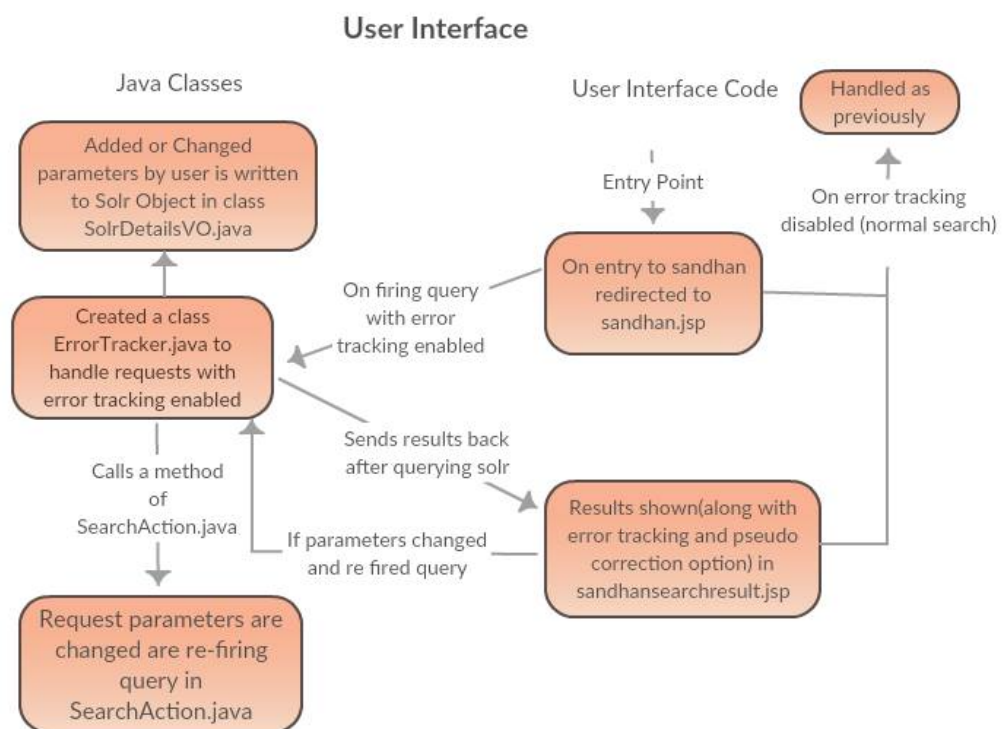 User Interface
Java Classes
User Interface Code
Handled as
previously
Added or Changed
parameters by user is written
to Solr Object in class
SolrDetailsVO.java
Entry Point
On error tracking
disabled (normal search)
On entry to sandhan
redirected to
sandhan.jsp
On firing query
with error
tracking enabled
Created a class
ErrorTracker.java to
handle requests with
error tracking enabled
Sends results back
after querying solr
Calls a method
of
SearchAction.java
If parameters changed
and re fired query
Results shown(along with
error tracking and pseudo
correction option) in
sandhansearchresult.jsp
Request parameters are
changed are re-firing
query in
SearchAction.java